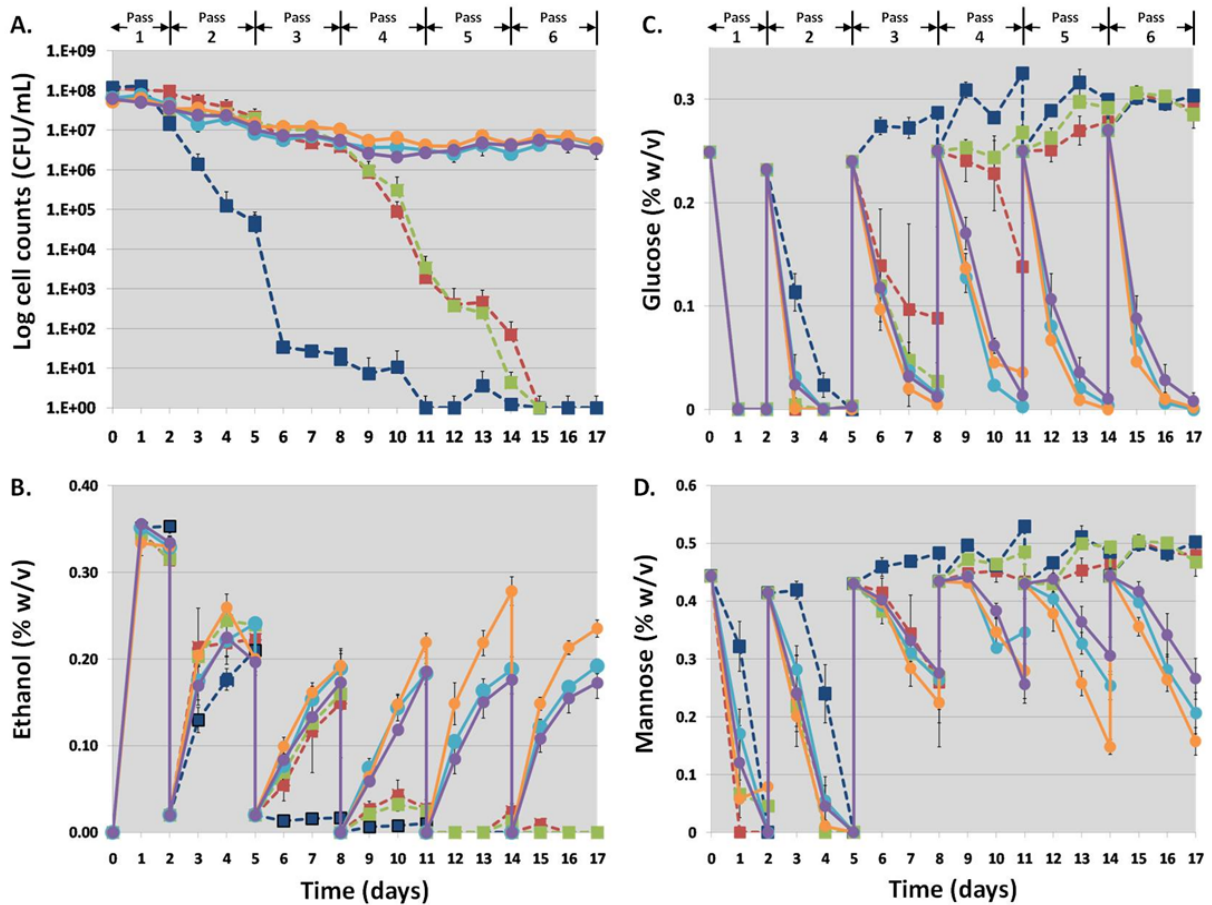 A.
Pass Pass Pass Pass Pass Pass
1 2 3 4 5 6
Log cell counts (CFU/mL)
1.E+09
1.E+08
1.E+07
1.E+06
1.E+05
1.E+04
1.E+03
1.E+02
1.E+01
1.E+00
0 1 2 3 4 5 6 7 8 9 10 11 12 13 14 15 16 17
C.
Pass Pass Pass Pass Pass Pass
1 2 3 4 5 6
Glucose (% w/v)
0.3
0.2
0.1
0
0 1 2 3 4 5 6 7 8 9 10 11 12 13 14 15 16 17
B.
Ethanol (% w/v)
0.40
0.30
0.20
0.10
0.00
0 1 2 3 4 5 6 7 8 9 10 11 12 13 14 15 16 17
Time (days)
D.
Mannose (% w/v)
0.6
0.5
0.4
0.3
0.2
0.1
0
0 1 2 3 4 5 6 7 8 9 10 11 12 13 14 15 16 17
Time (days)